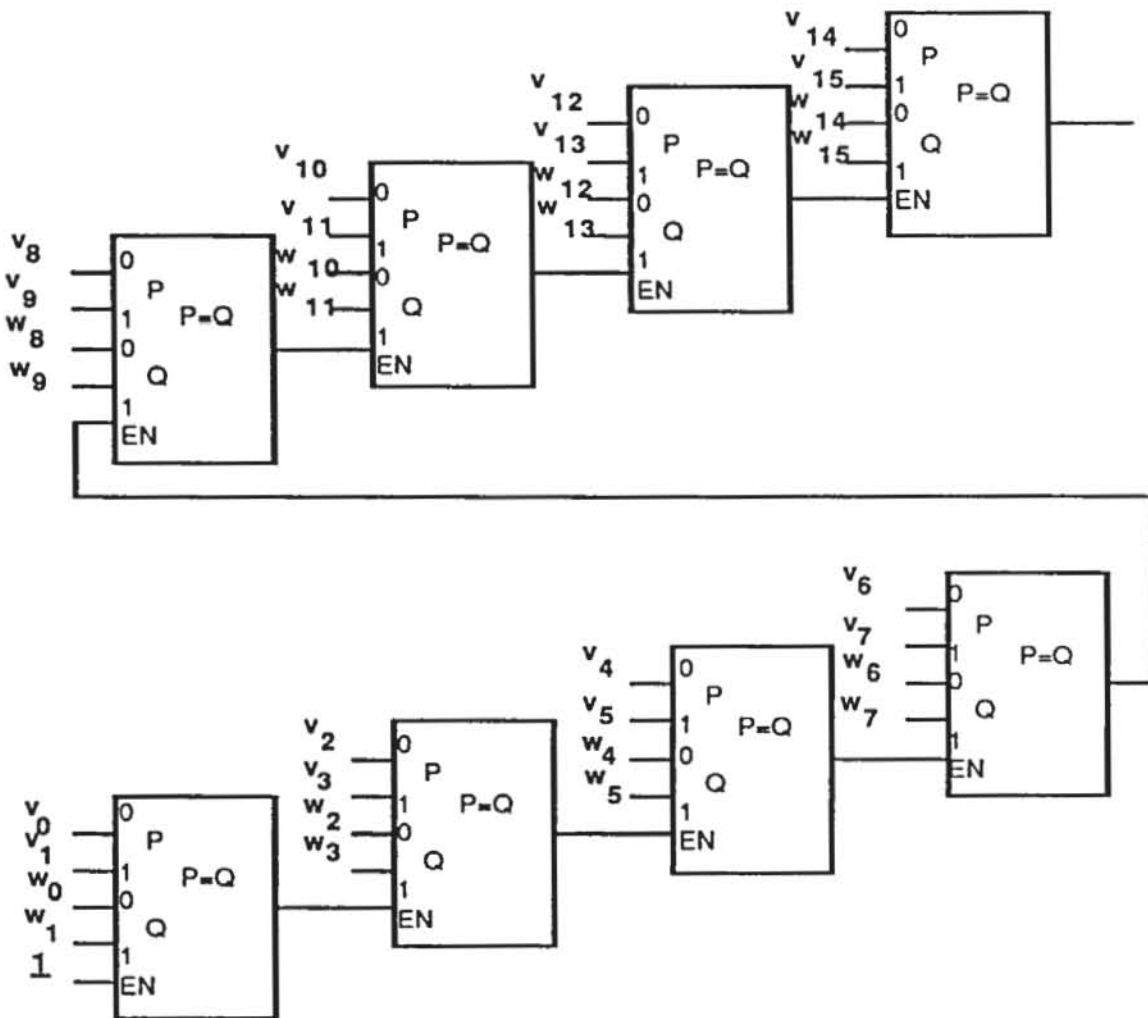 v14 0
P
v15 1 P=Q
w14 0
Q
w15 1
EN
v12 0
P
v13 1 P=Q
w12 0
Q
w13 1
EN
v10 0
P
v11 1 P=Q
w10 0
Q
w11 1
EN
v8 0
P
v9 1 P=Q
w8 0
Q
w9 1
EN
v6 0
P
v7 1 P=Q
w6 0
Q
w7 1
EN
v4 0
P
v5 1 P=Q
w4 0
Q
w5 1
EN
v2 0
P
v3 1 P=Q
w2 0
Q
w3 1
EN
v0 0
P
v1 1 P=Q
w0 0
Q
w1 1
1 EN